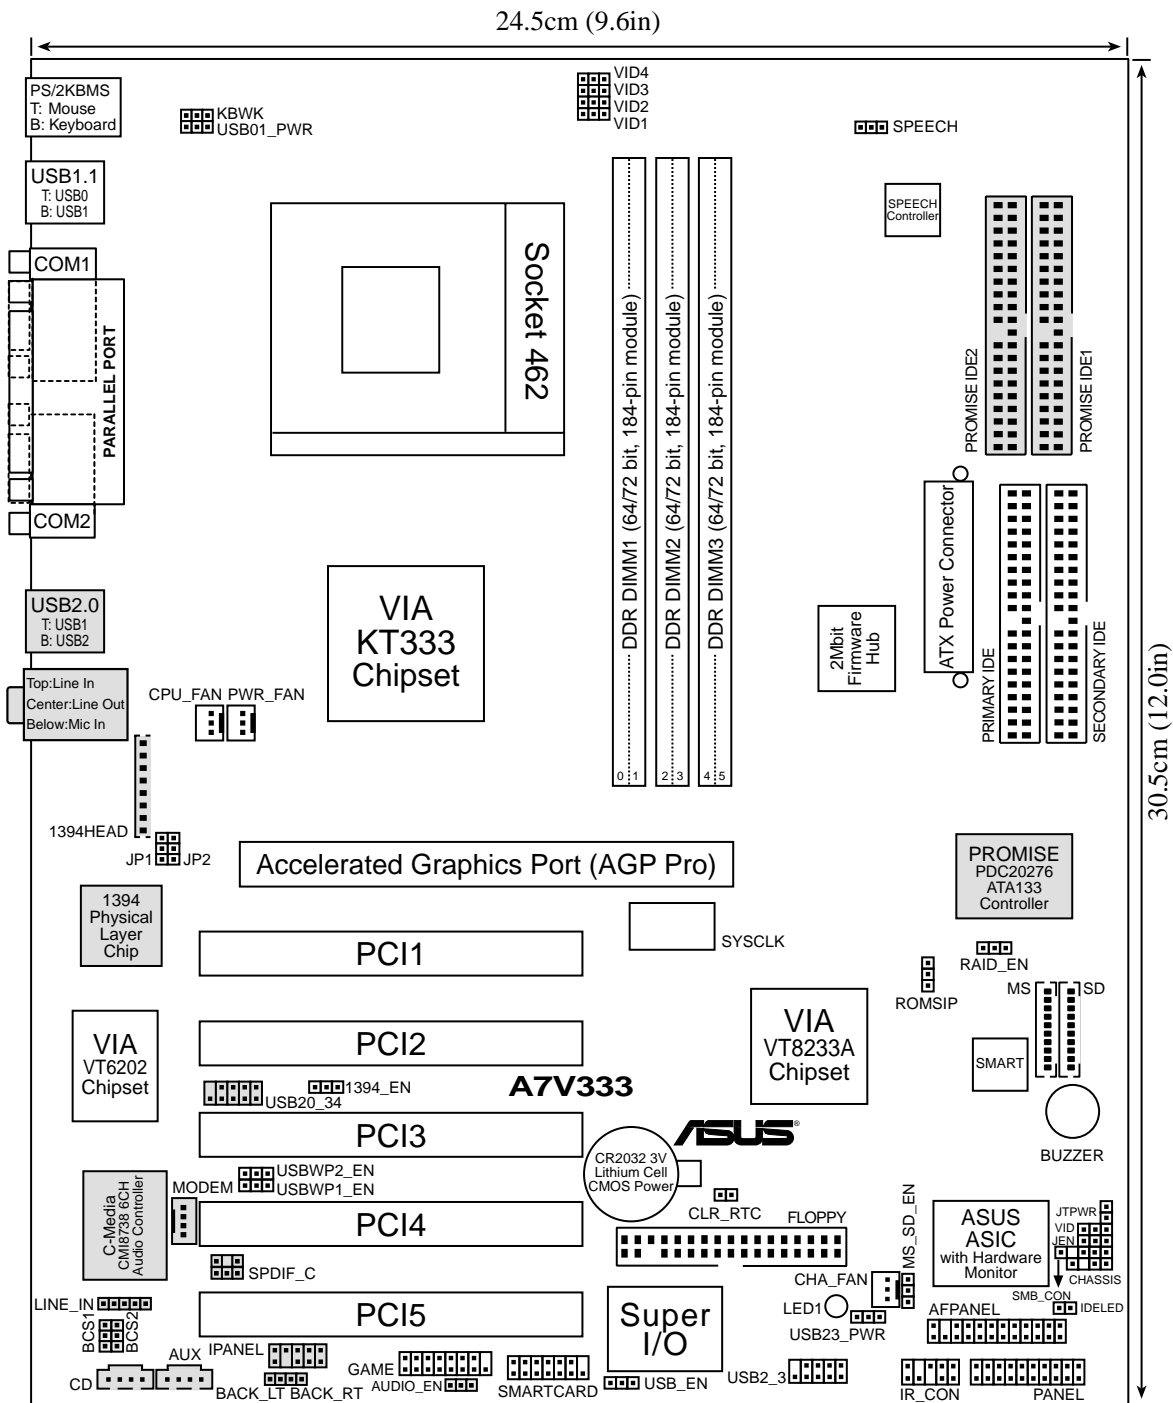 24.5cm (9.6in)
PS/2KBMS
T: Mouse
B: Keyboard
KBWK
USB01_PWR
VID4
VID3
VID2
VID1
SPEECH
USB1.1
T: USB0
B: USB1
SPEECH
Controller
COM1
PARALLEL PORT
COM2
Socket 462
DDR DIMM1 (64/72 bit, 184-pin module)
DDR DIMM2 (64/72 bit, 184-pin module)
DDR DIMM3 (64/72 bit, 184-pin module)
0 1
2 3
4 5
PROMISE IDE2
PROMISE IDE1
ATX Power Connector
PRIMARY IDE
SECONDARY IDE
30.5cm (12.0in)
USB2.0
T: USB1
B: USB2
VIA
KT333
Chipset
2Mbit
Firmware
Hub
Top:Line In
Center:Line Out
Below:Mic In
CPU_FAN
PWR_FAN
1394HEAD
JP1
JP2
Accelerated Graphics Port (AGP Pro)
PROMISE
PDC20276
ATA133
Controller
1394
Physical
Layer
Chip
PCI1
SYSCLK
RAID_EN
ROMSIP
MS
SD
VIA
VT6202
Chipset
PCI2
VIA
VT8233A
Chipset
SMART
1394_EN
USB20_34
A7V333
PCI3
ASUS®
BUZZER
CR2032 3V
Lithium Cell
CMOS Power
USBWP2_EN
USBWP1_EN
MODEM
C-Media
CMI8738 6CH
Audio Controller
PCI4
CLR_RTC
FLOPPY
MS_SD_EN
ASUS
ASIC
with Hardware
Monitor
JTPWR
VID
JEN
CHASSIS
SMB_CON
IDELED
SPDIF_C
CHA_FAN
LED1
USB23_PWR
AFPANEL
LINE_IN
BCS1
BCS2
PCI5
Super
I/O
IPANEL
AUX
CD
BACK_LT
BACK_RT
GAME
AUDIO_EN
SMARTCARD
USB_EN
USB2_3
IR_CON
PANEL